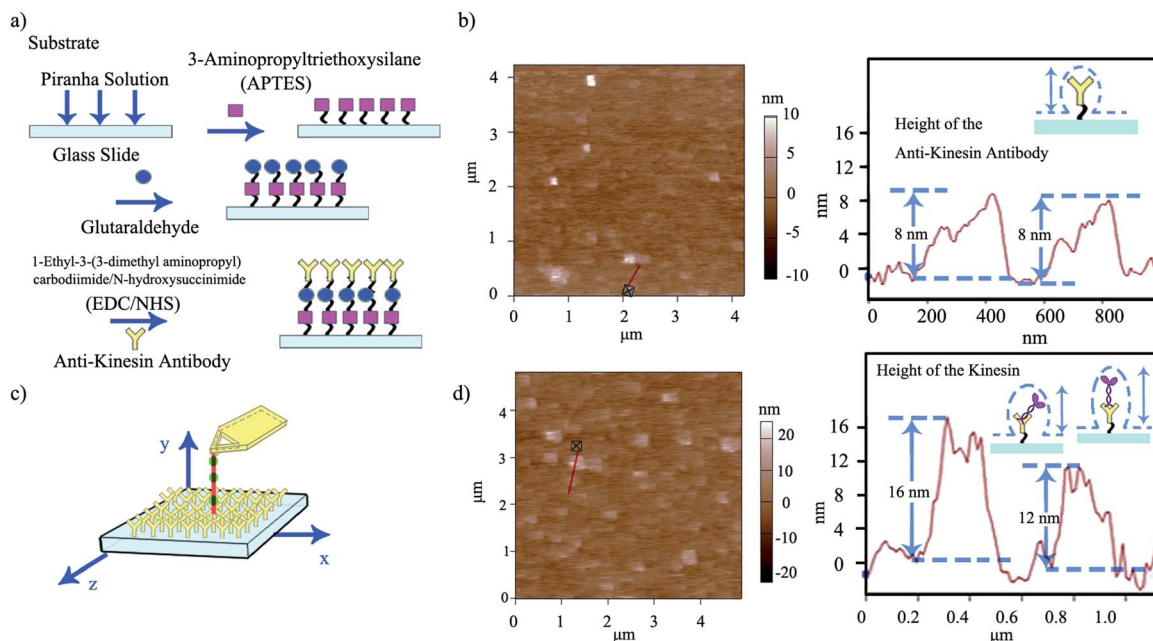 a)
Substrate
Piranha Solution
3-Aminopropyltriethoxysilane
(APTES)
Glass Slide
Glutaraldehyde
1-Ethyl-3-(3-dimethyl aminopropyl)
carbodiimide/N-hydroxysuccinimide
(EDC/NHS)
Anti-Kinesin Antibody
b)
4
3
2
1
0
μm
0
1
2
3
4
μm
nm
10
5
0
-5
-10
Height of the
Anti-Kinesin Antibody
16
12
8
4
0
nm
8 nm
8 nm
0
200
400
600
800
nm
c)
y
x
z
d)
4
3
2
1
0
μm
0
1
2
3
4
μm
nm
20
10
0
-10
-20
Height of the Kinesin
16
12
8
4
0
nm
16 nm
12 nm
0
0.2
0.4
0.6
0.8
1.0
μm